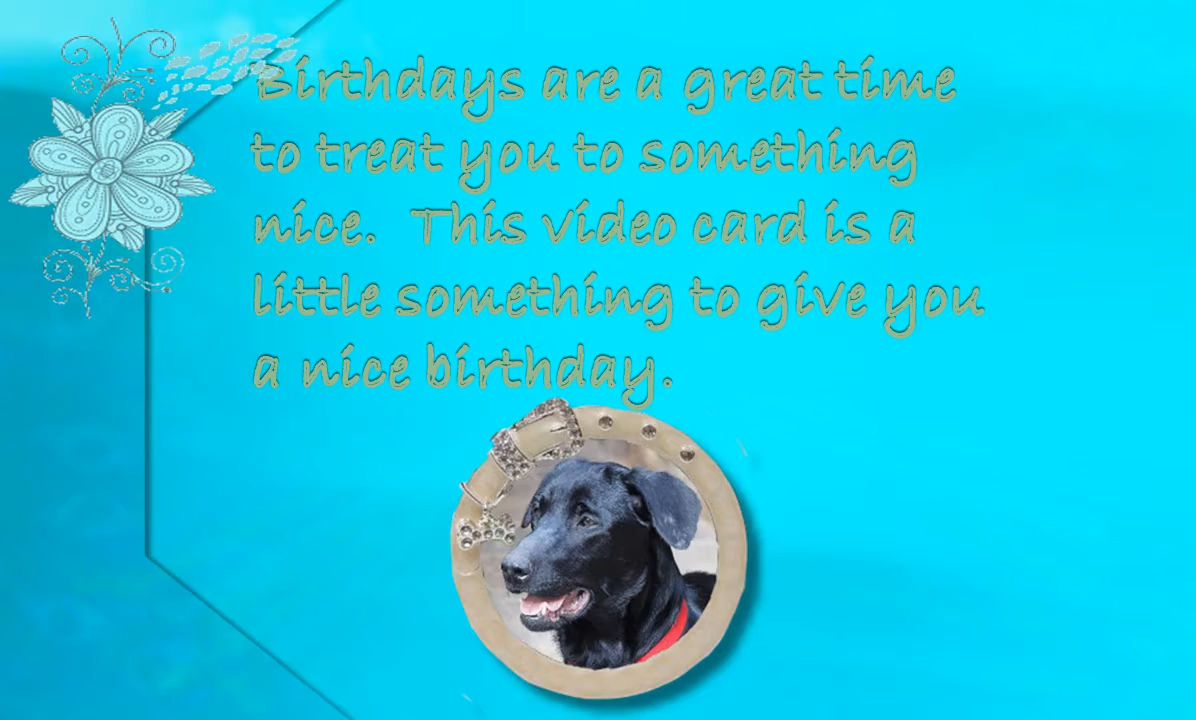 Birthdays are a great time
to treat you to something
nice.  This video card is a
little something to give you
a nice birthday.